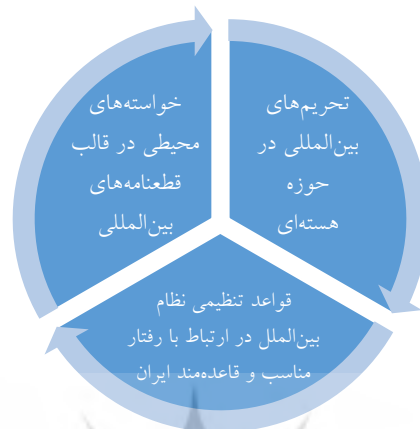 تحریم‌های
بین‌المللی در
حوزه
هسته‌ای
قواعد تنظیمی نظام
بین‌الملل در ارتباط با رفتار
مناسب و قاعده‌مند ایران
خواسته‌های
محیطی در قالب
قطعنامه‌های
بین‌المللی